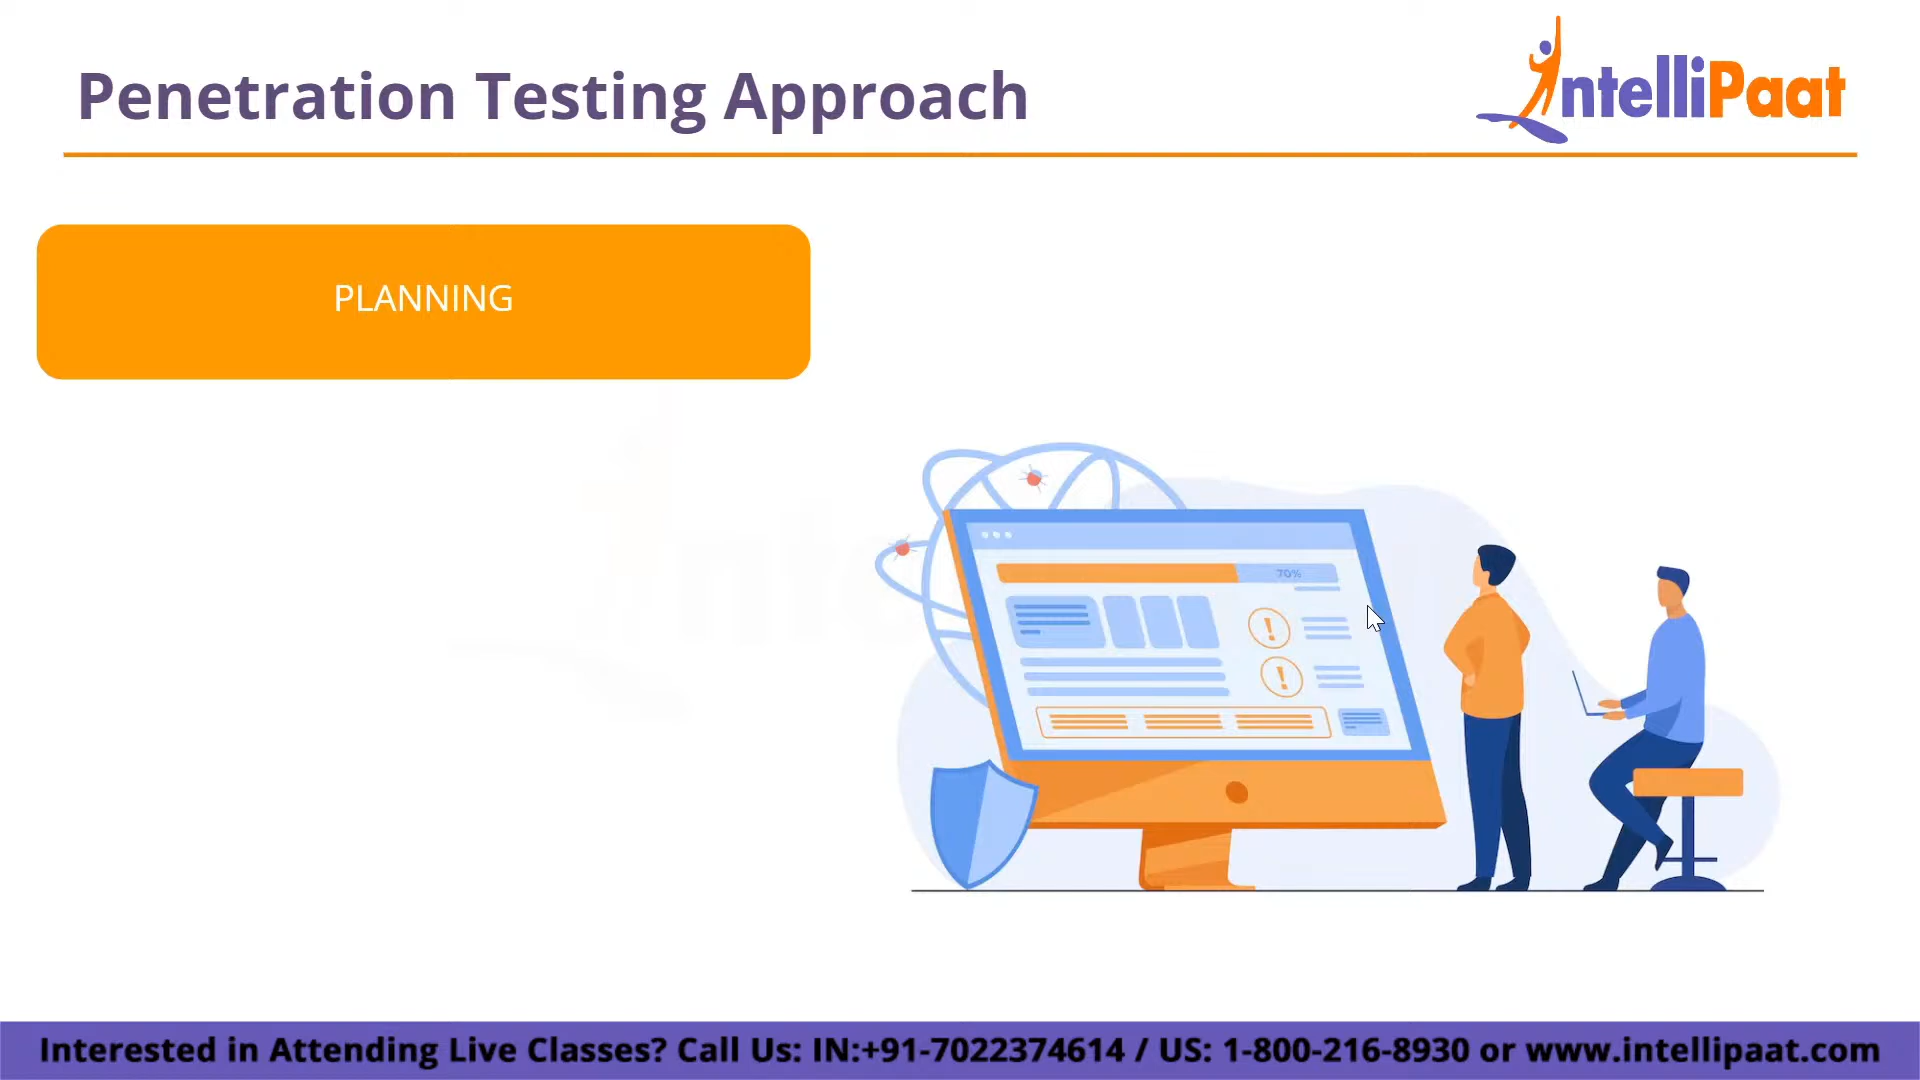 Penetration Testing Approach
IntelliPaat
PLANNING
70%
Interested in Attending Live Classes? Call Us: IN:+91-7022374614 / US: 1-800-216-8930 or www.intellipaat.com